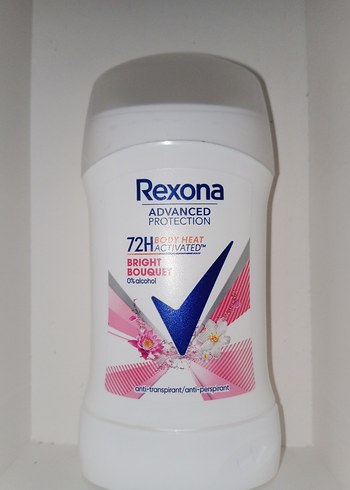 Rexona
ADVANCED
PROTECTION
72H BODY HEAT
ACTIVATED™
BRIGHT
BOUQUET
0% alcohol
anti-transpirant/anti-perspirant